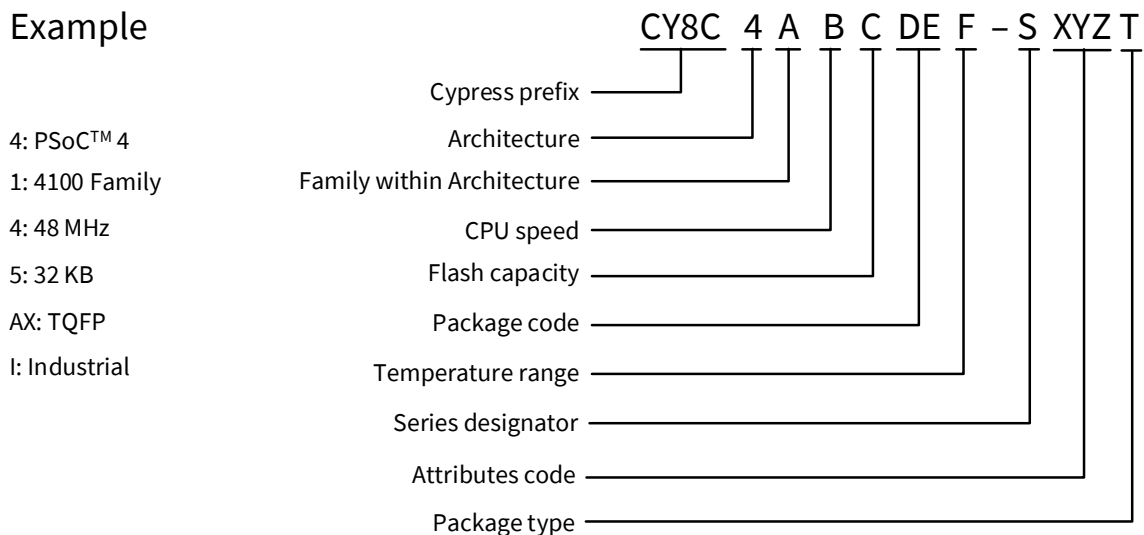 Example CY8C 4 A B C DE F – S XYZ T
Cypress prefix
4: PSoC™ 4 Architecture
1: 4100 Family Family within Architecture
4: 48 MHz CPU speed
5: 32 KB Flash capacity
AX: TQFP Package code
I: Industrial Temperature range
Series designator
Attributes code
Package type